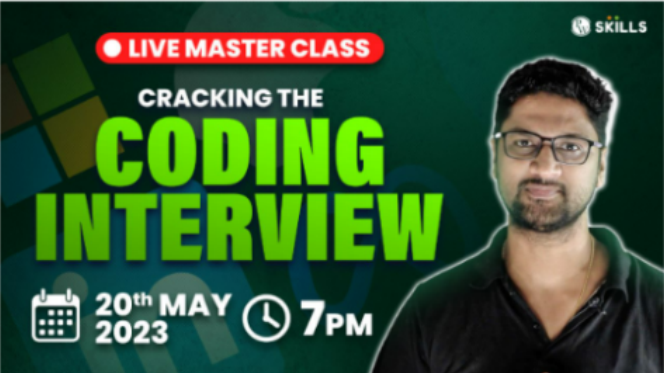 SKILLS
LIVE MASTER CLASS
CRACKING THE
CODING
INTERVIEW
20th MAY
2023
7PM